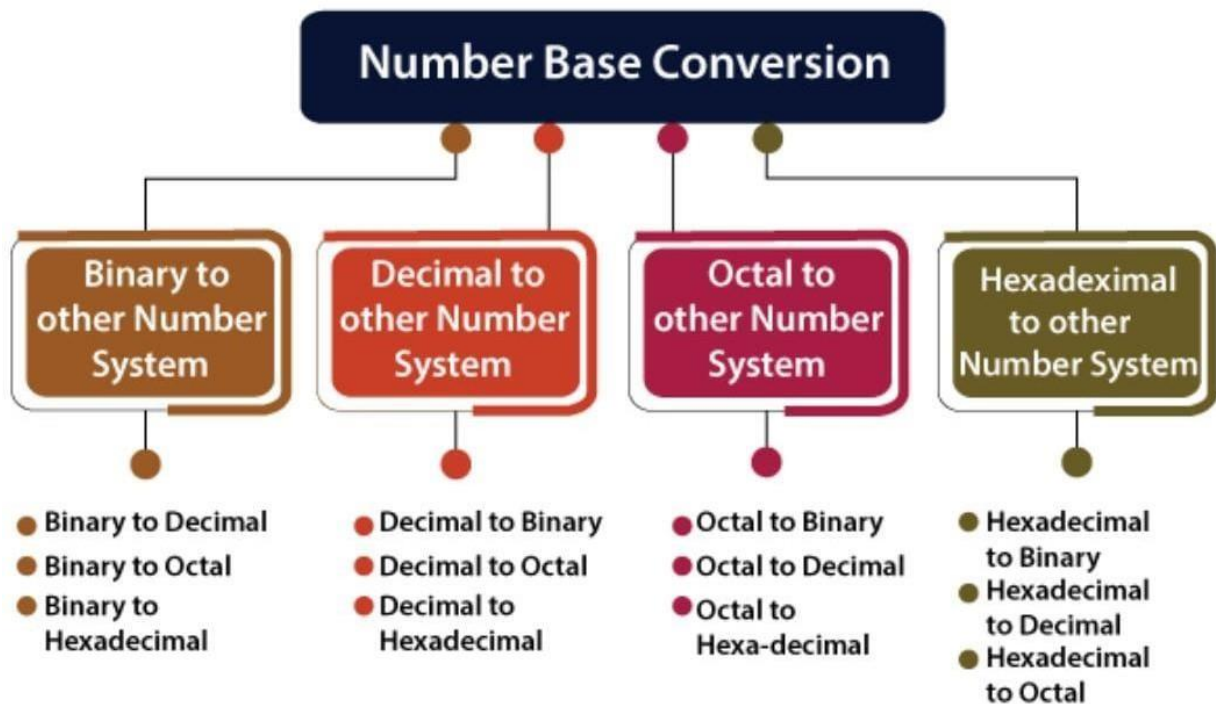 Number Base Conversion
Binary to
other Number
System
Decimal to
other Number
System
Octal to
other Number
System
Hexadeximal
to other
Number System
Binary to Decimal
Binary to Octal
Binary to
Hexadecimal
Decimal to Binary
Decimal to Octal
Decimal to
Hexadecimal
Octal to Binary
Octal to Decimal
Octal to
Hexa-decimal
Hexadecimal
to Binary
Hexadecimal
to Decimal
Hexadecimal
to Octal